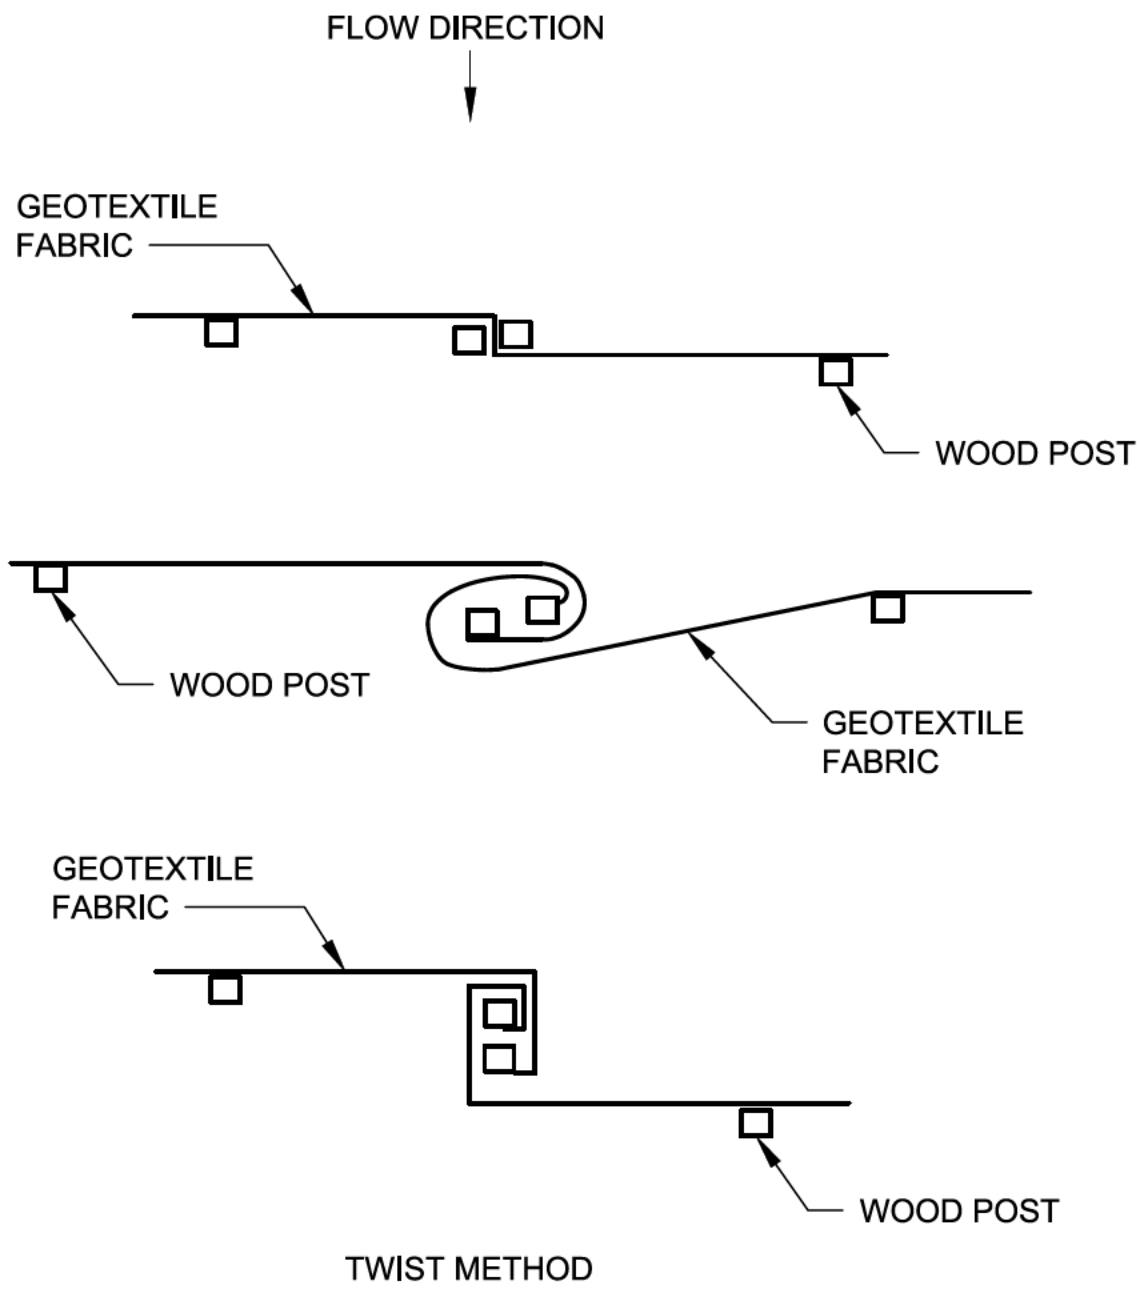 FLOW DIRECTION
GEOTEXTILE
FABRIC
WOOD POST
WOOD POST
GEOTEXTILE
FABRIC
GEOTEXTILE
FABRIC
WOOD POST
TWIST METHOD